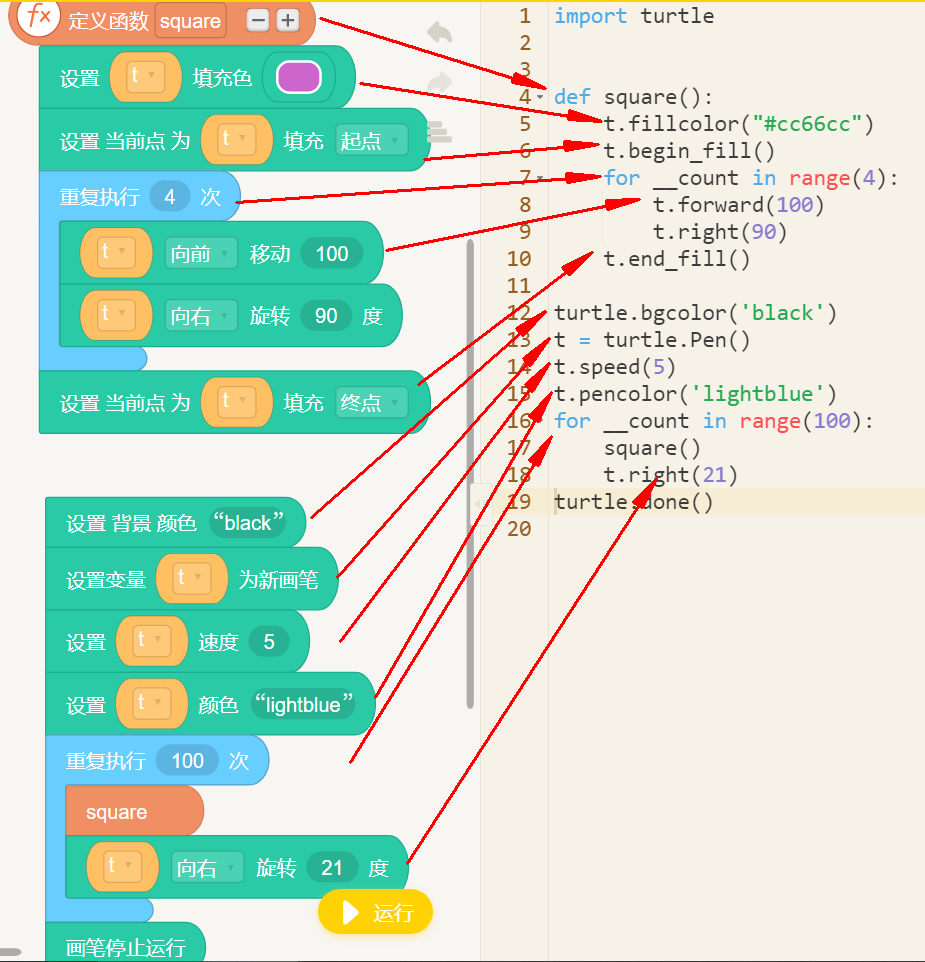 fx 定义函数 square − +
设置 t 填充色
设置 当前点 为 t 填充 起点
重复执行 4 次
t 向前 移动 100
t 向右 旋转 90 度
设置 当前点 为 t 填充 终点
设置 背景 颜色 “black”
设置变量 t 为新画笔
设置 t 速度 5
设置 t 颜色 “lightblue”
重复执行 100 次
square
t 向右 旋转 21 度
运行
画笔停止运行
1 import turtle
2
3
4 def square():
5 t.fillcolor("#cc66cc")
6 t.begin_fill()
7 for __count in range(4):
8 t.forward(100)
9 t.right(90)
10 t.end_fill()
11
12 turtle.bgcolor('black')
13 t = turtle.Pen()
14 t.speed(5)
15 t.pencolor('lightblue')
16 for __count in range(100):
17 square()
18 t.right(21)
19 turtle.done()
20